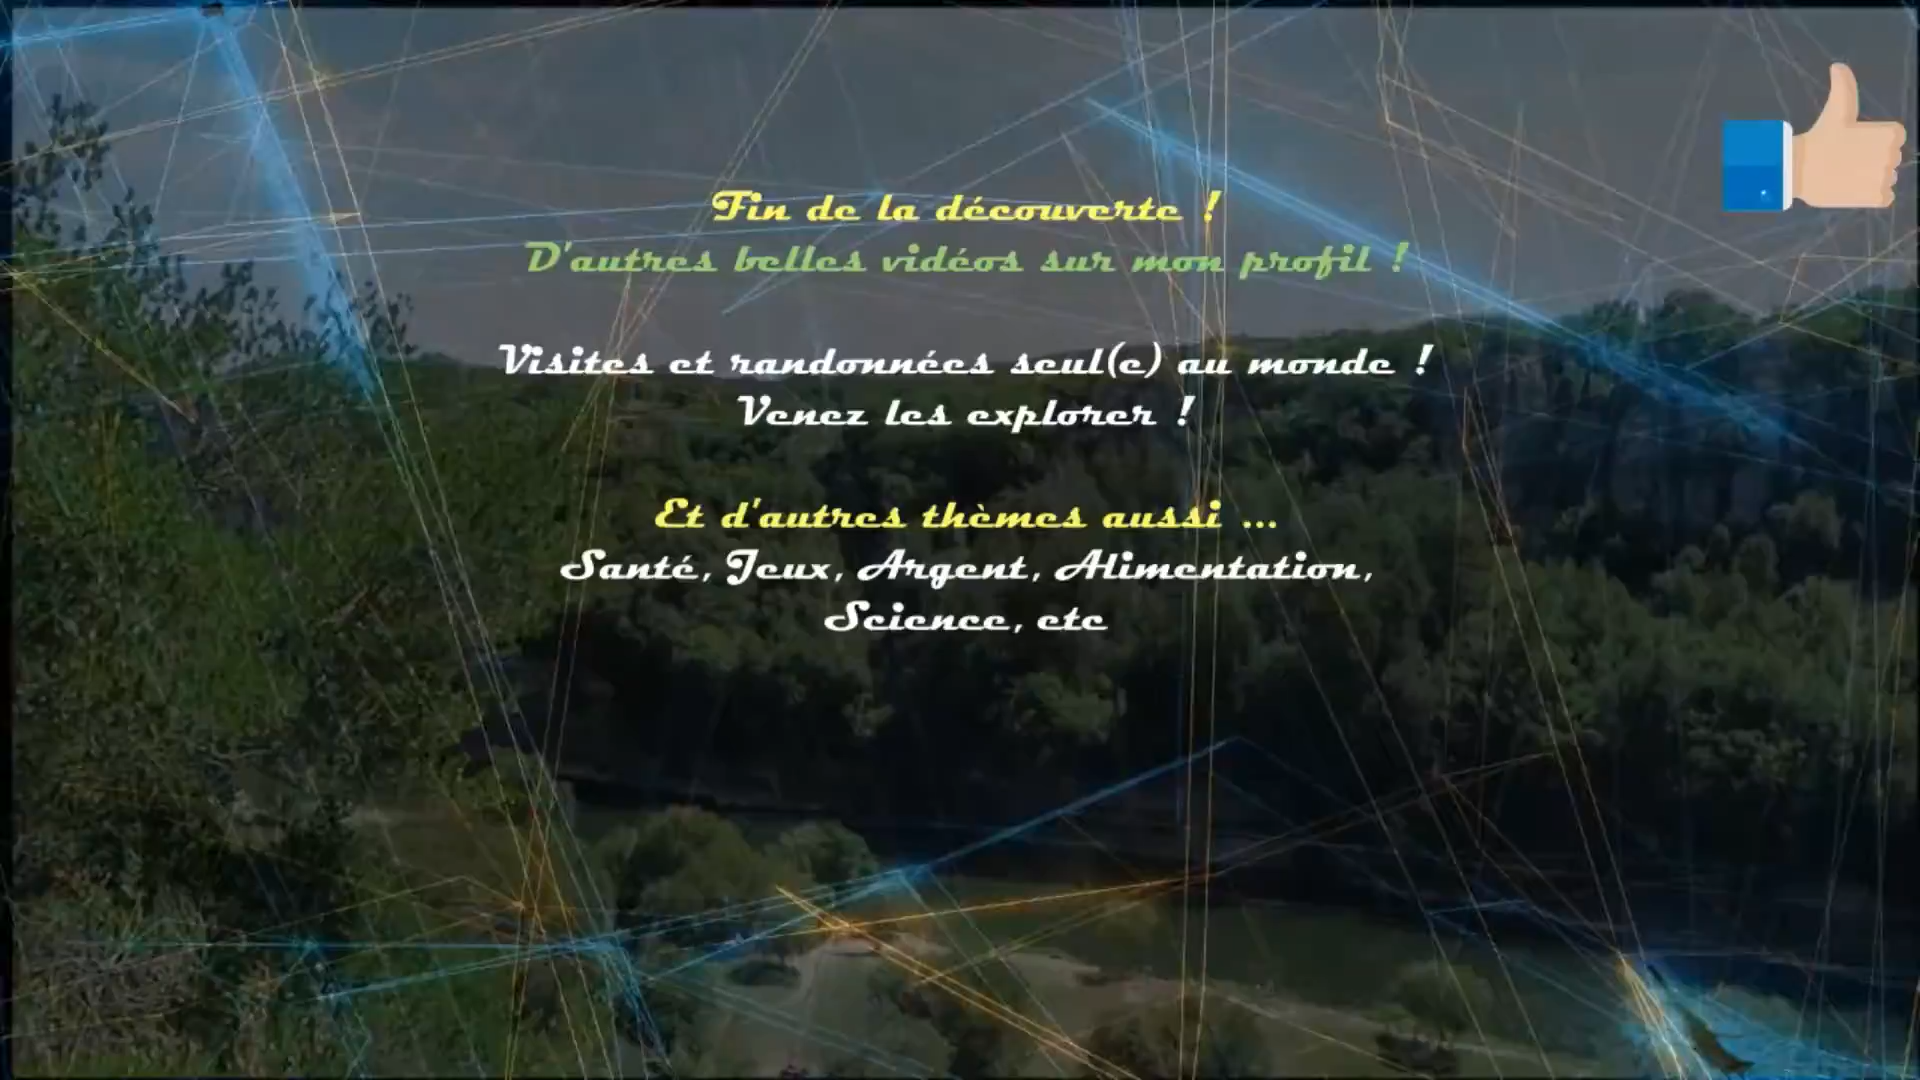 Fin de la découverte !
D'autres belles vidéos sur mon profil !
Visites et randonnées seul(e) au monde !
Venez les explorer !
Et d'autres thèmes aussi ...
Santé, Jeux, Argent, Alimentation,
Science, etc